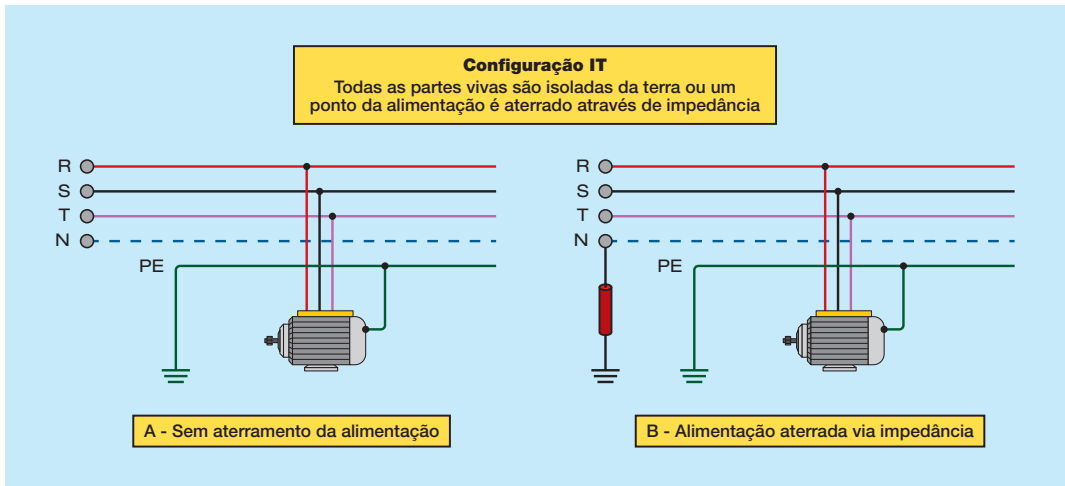 Configuração IT
Todas as partes vivas são isoladas da terra ou um
ponto da alimentação é aterrado através de impedância
R
S
T
N
PE
A - Sem aterramento da alimentação
R
S
T
N
PE
B - Alimentação aterrada via impedância